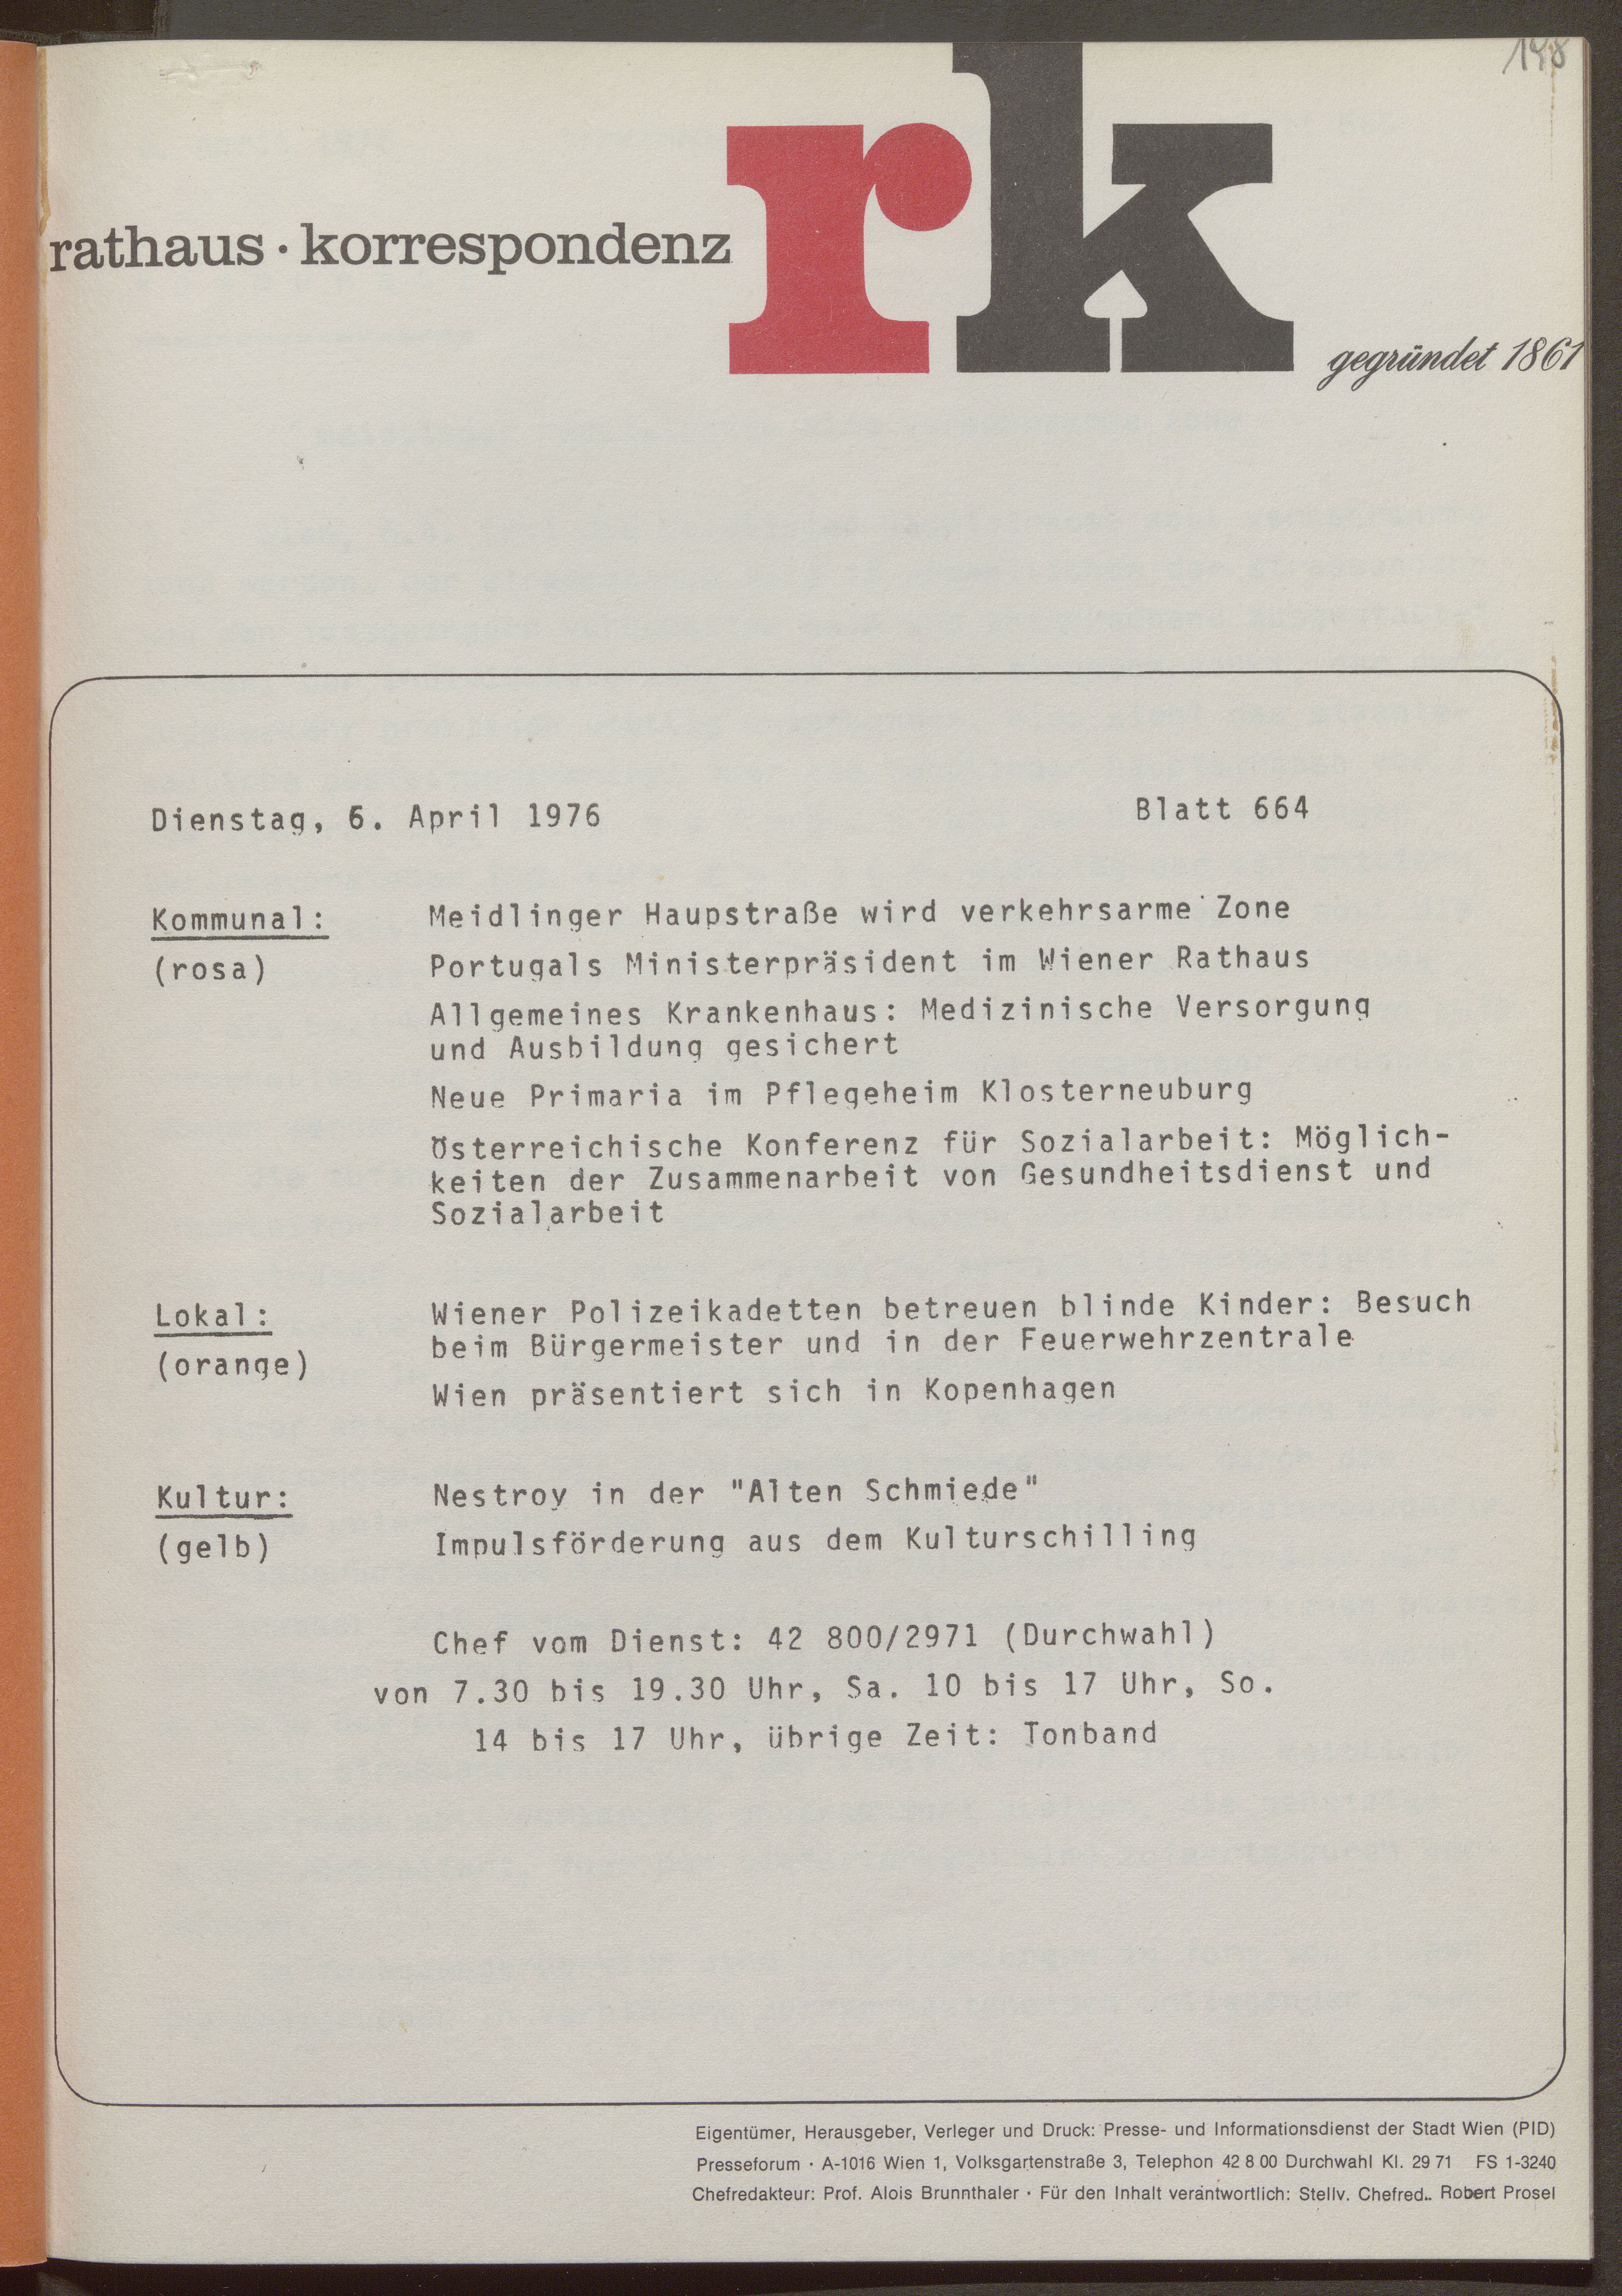 188
rathaus · korrespondenz
rk
gegründet 1861
Dienstag, 6. April 1976 Blatt 664
Kommunal: Meidlinger Haupstraße wird verkehrsarme Zone
(rosa) Portugals Ministerpräsident im Wiener Rathaus
Allgemeines Krankenhaus: Medizinische Versorgung
und Ausbildung gesichert
Neue Primaria im Pflegeheim Klosterneuburg
Österreichische Konferenz für Sozialarbeit: Möglich-
keiten der Zusammenarbeit von Gesundheitsdienst und
Sozialarbeit
Lokal: Wiener Polizeikadetten betreuen blinde Kinder: Besuch
beim Bürgermeister und in der Feuerwehrzentrale
(orange)
Wien präsentiert sich in Kopenhagen
Kultur: Nestroy in der "Alten Schmiede"
(gelb) Impulsförderung aus dem Kulturschilling
Chef vom Dienst: 42 800/2971 (Durchwahl)
von 7.30 bis 19.30 Uhr, Sa. 10 bis 17 Uhr, So.
14 bis 17 Uhr, übrige Zeit: Tonband
Eigentümer, Herausgeber, Verleger und Druck: Presse- und Informationsdienst der Stadt Wien (PID)
Presseforum · A-1016 Wien 1, Volksgartenstraße 3, Telephon 42 8 00 Durchwahl Kl. 29 71 FS 1-3240
Chefredakteur: Prof. Alois Brunnthaler · Für den Inhalt verantwortlich: Stellv. Chefred.. Robert Prosel